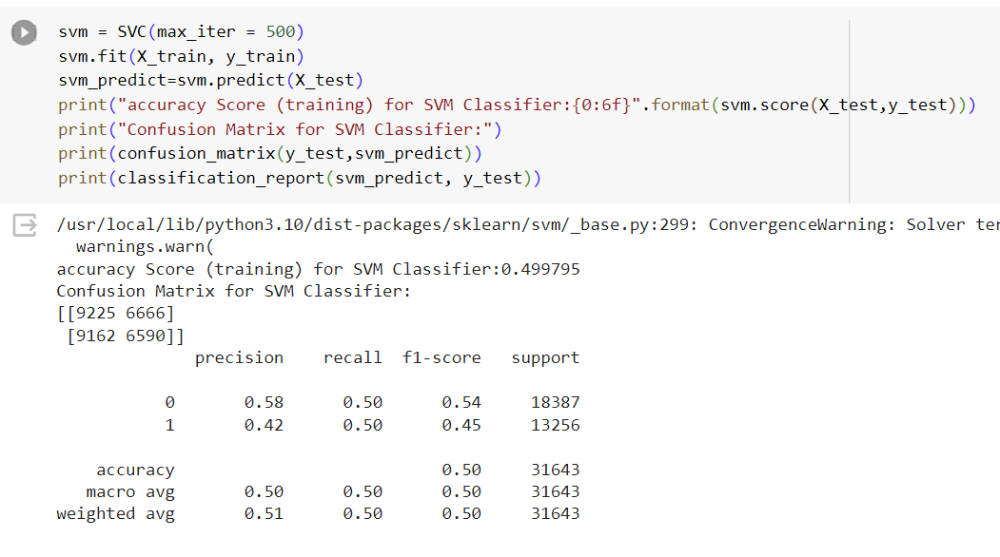 svm = SVC(max_iter = 500)
svm.fit(X_train, y_train)
svm_predict=svm.predict(X_test)
print("accuracy Score (training) for SVM Classifier:{0:6f}".format(svm.score(X_test,y_test)))
print("Confusion Matrix for SVM Classifier:")
print(confusion_matrix(y_test,svm_predict))
print(classification_report(svm_predict, y_test))
/usr/local/lib/python3.10/dist-packages/sklearn/svm/_base.py:299: ConvergenceWarning: Solver ter
warnings.warn(
accuracy Score (training) for SVM Classifier:0.499795
Confusion Matrix for SVM Classifier:
[[9225 6666]
[9162 6590]]
precision recall f1-score support
0 0.58 0.50 0.54 18387
1 0.42 0.50 0.45 13256
accuracy 0.50 31643
macro avg 0.50 0.50 0.50 31643
weighted avg 0.51 0.50 0.50 31643